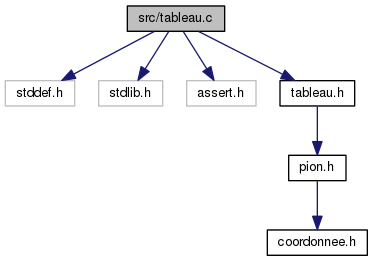 src/tableau.c
stddef.h
stdlib.h
assert.h
tableau.h
pion.h
coordonnee.h